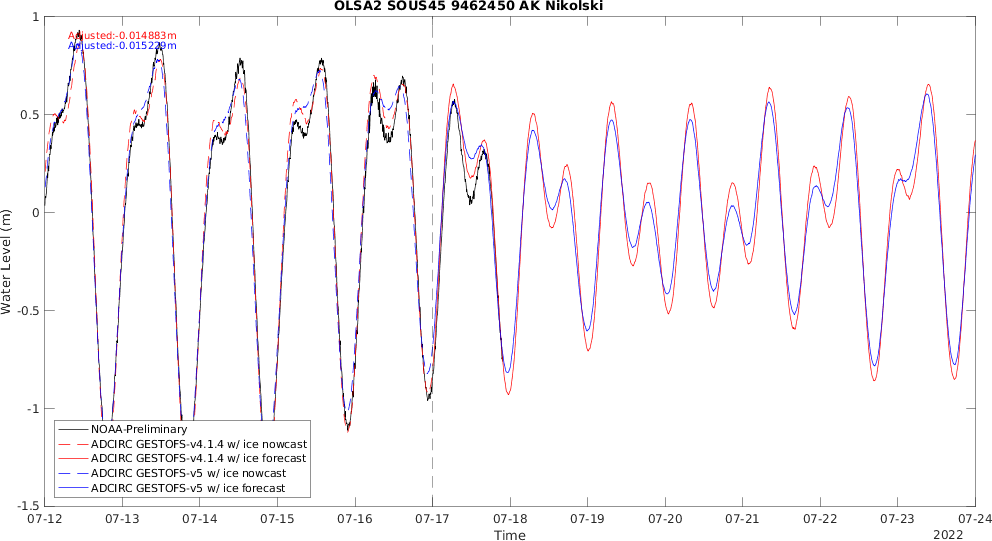 OLSA2 SOUS45 9462450 AK Nikolski
Adjusted:-0.014883m
Adjusted:-0.015229m
Water Level (m)
1
0.5
0
-0.5
-1
-1.5
NOAA-Preliminary
ADCIRC GESTOFS-v4.1.4 w/ ice nowcast
ADCIRC GESTOFS-v4.1.4 w/ ice forecast
ADCIRC GESTOFS-v5 w/ ice nowcast
ADCIRC GESTOFS-v5 w/ ice forecast
07-12 07-13 07-14 07-15 07-16 07-17 07-18 07-19 07-20 07-21 07-22 07-23 07-24
Time
2022